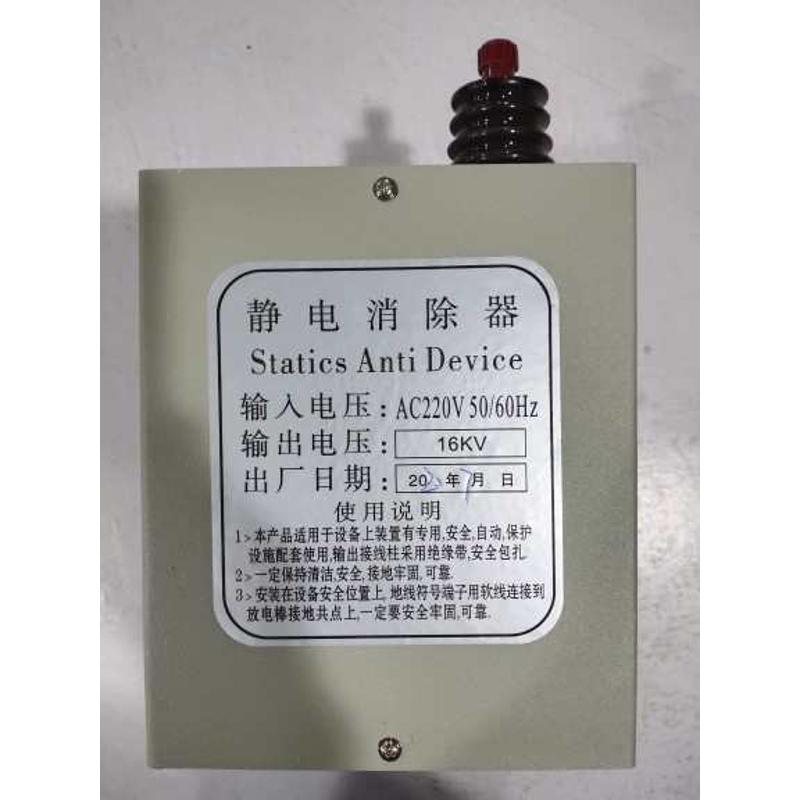 静电消除器
Statics Anti Device
输入电压：AC220V 50/60Hz
输出电压：16KV
出厂日期：20 年7月 日
使用说明
1>本产品适用于设备上装置有专用,安全,自动,保护
设施配套使用,输出接线柱采用绝缘带,安全包扎.
2>一定保持清洁,安全,接地牢固,可靠.
3>安装在设备安全位置上,地线符号端子用软线连接到
放电棒接地共点上,一定要安全牢固,可靠.